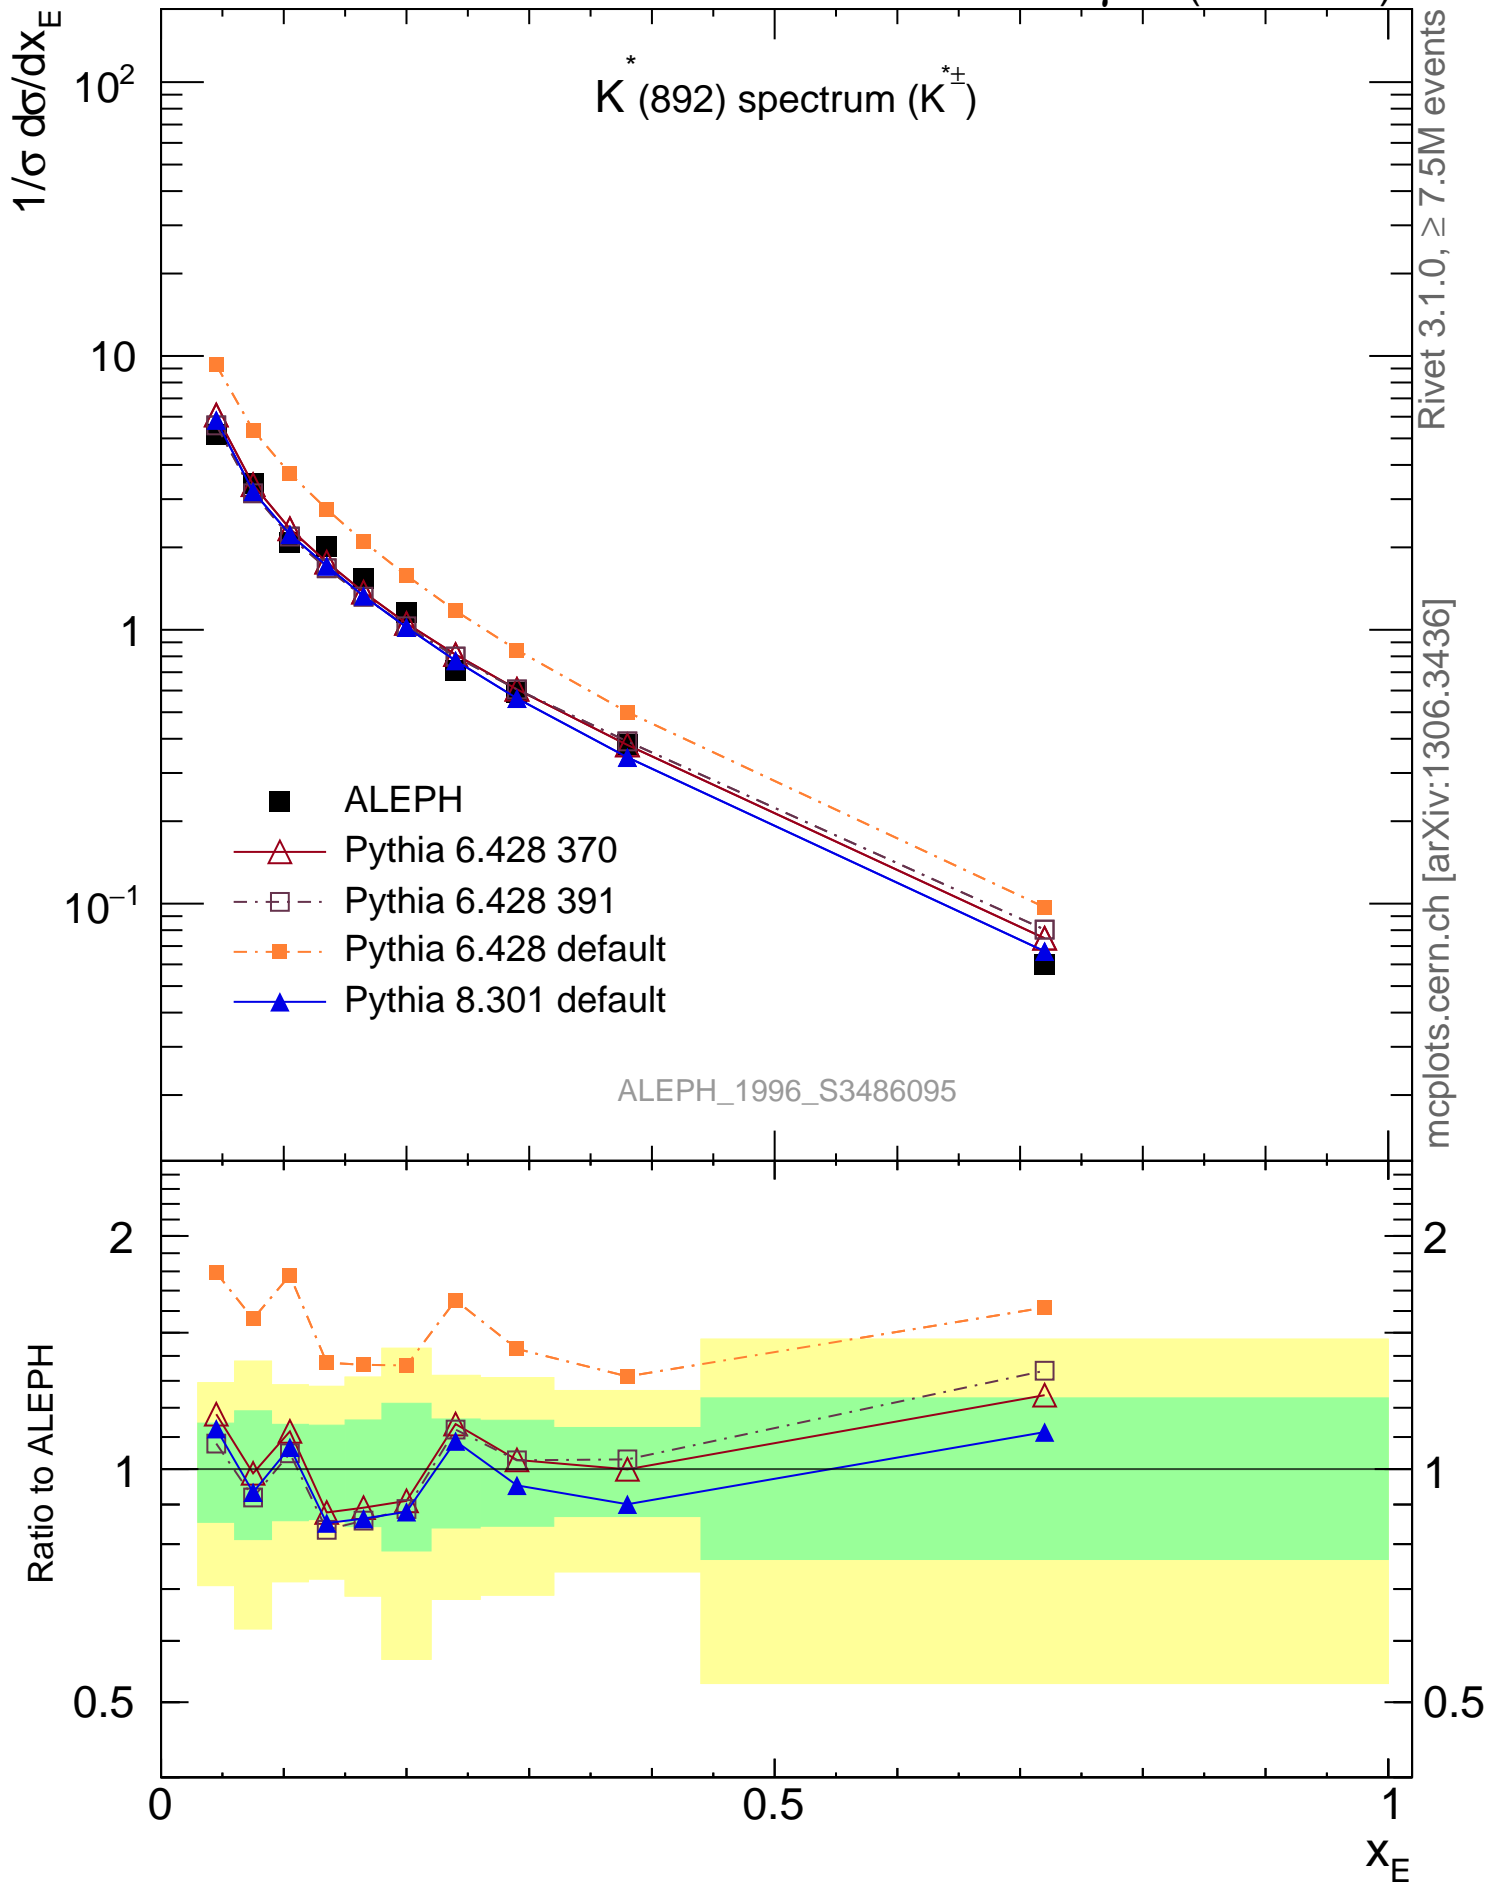 1/σ dσ/dx_E
K*(892) spectrum (K*±)
10²
10
1
10⁻¹
ALEPH
Pythia 6.428 370
Pythia 6.428 391
Pythia 6.428 default
Pythia 8.301 default
ALEPH_1996_S3486095
Rivet 3.1.0, ≥ 7.5M events
mcplots.cern.ch [arXiv:1306.3436]
Ratio to ALEPH
2
1
0.5
2
1
0.5
0
0.5
1
x_E